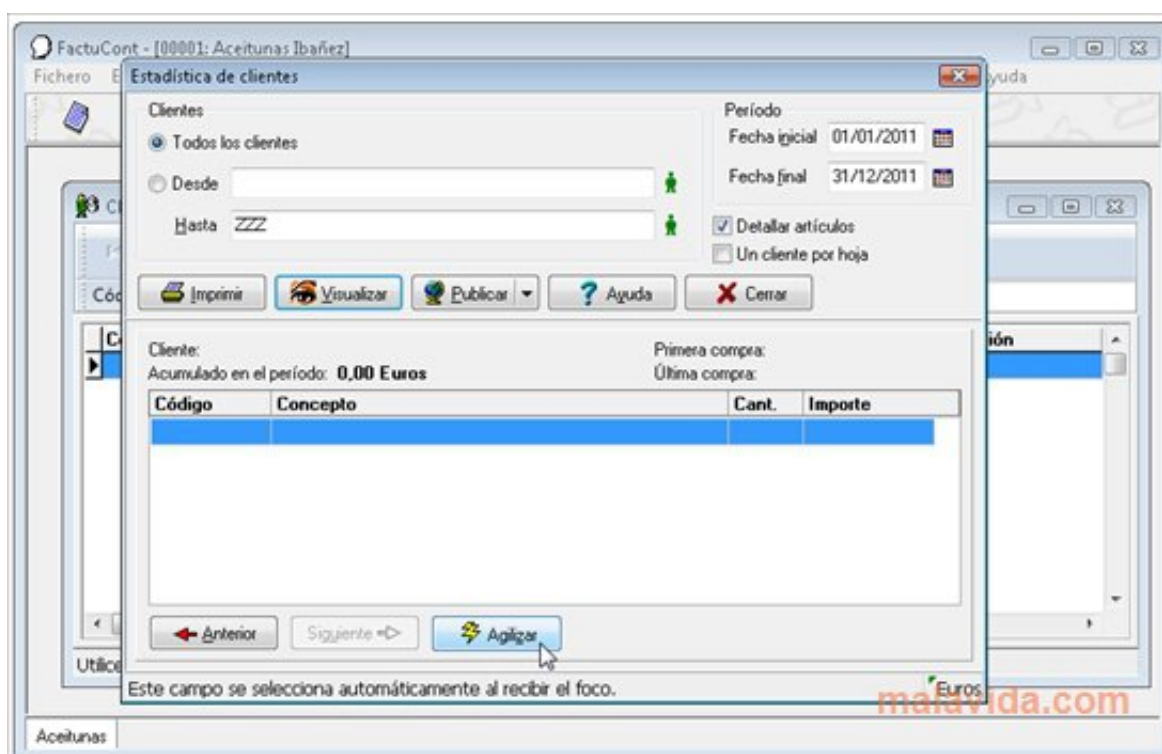 FactuCont - [00001: Aceitunas Ibañez]
Fichero
yuda
Estadística de clientes
Clientes
Todos los clientes
Desde
Hasta ZZZ
Período
Fecha inicial 01/01/2011
Fecha final 31/12/2011
Detallar artículos
Un cliente por hoja
Imprimir Visualizar Publicar Ayuda Cerrar
Cliente: Primera compra:
Acumulado en el período: 0,00 Euros Última compra:
Código Concepto Cant. Importe
ión
Anterior Siguiente Agilizar
Utilice
Este campo se selecciona automáticamente al recibir el foco. Euros
malavida.com
Aceitunas